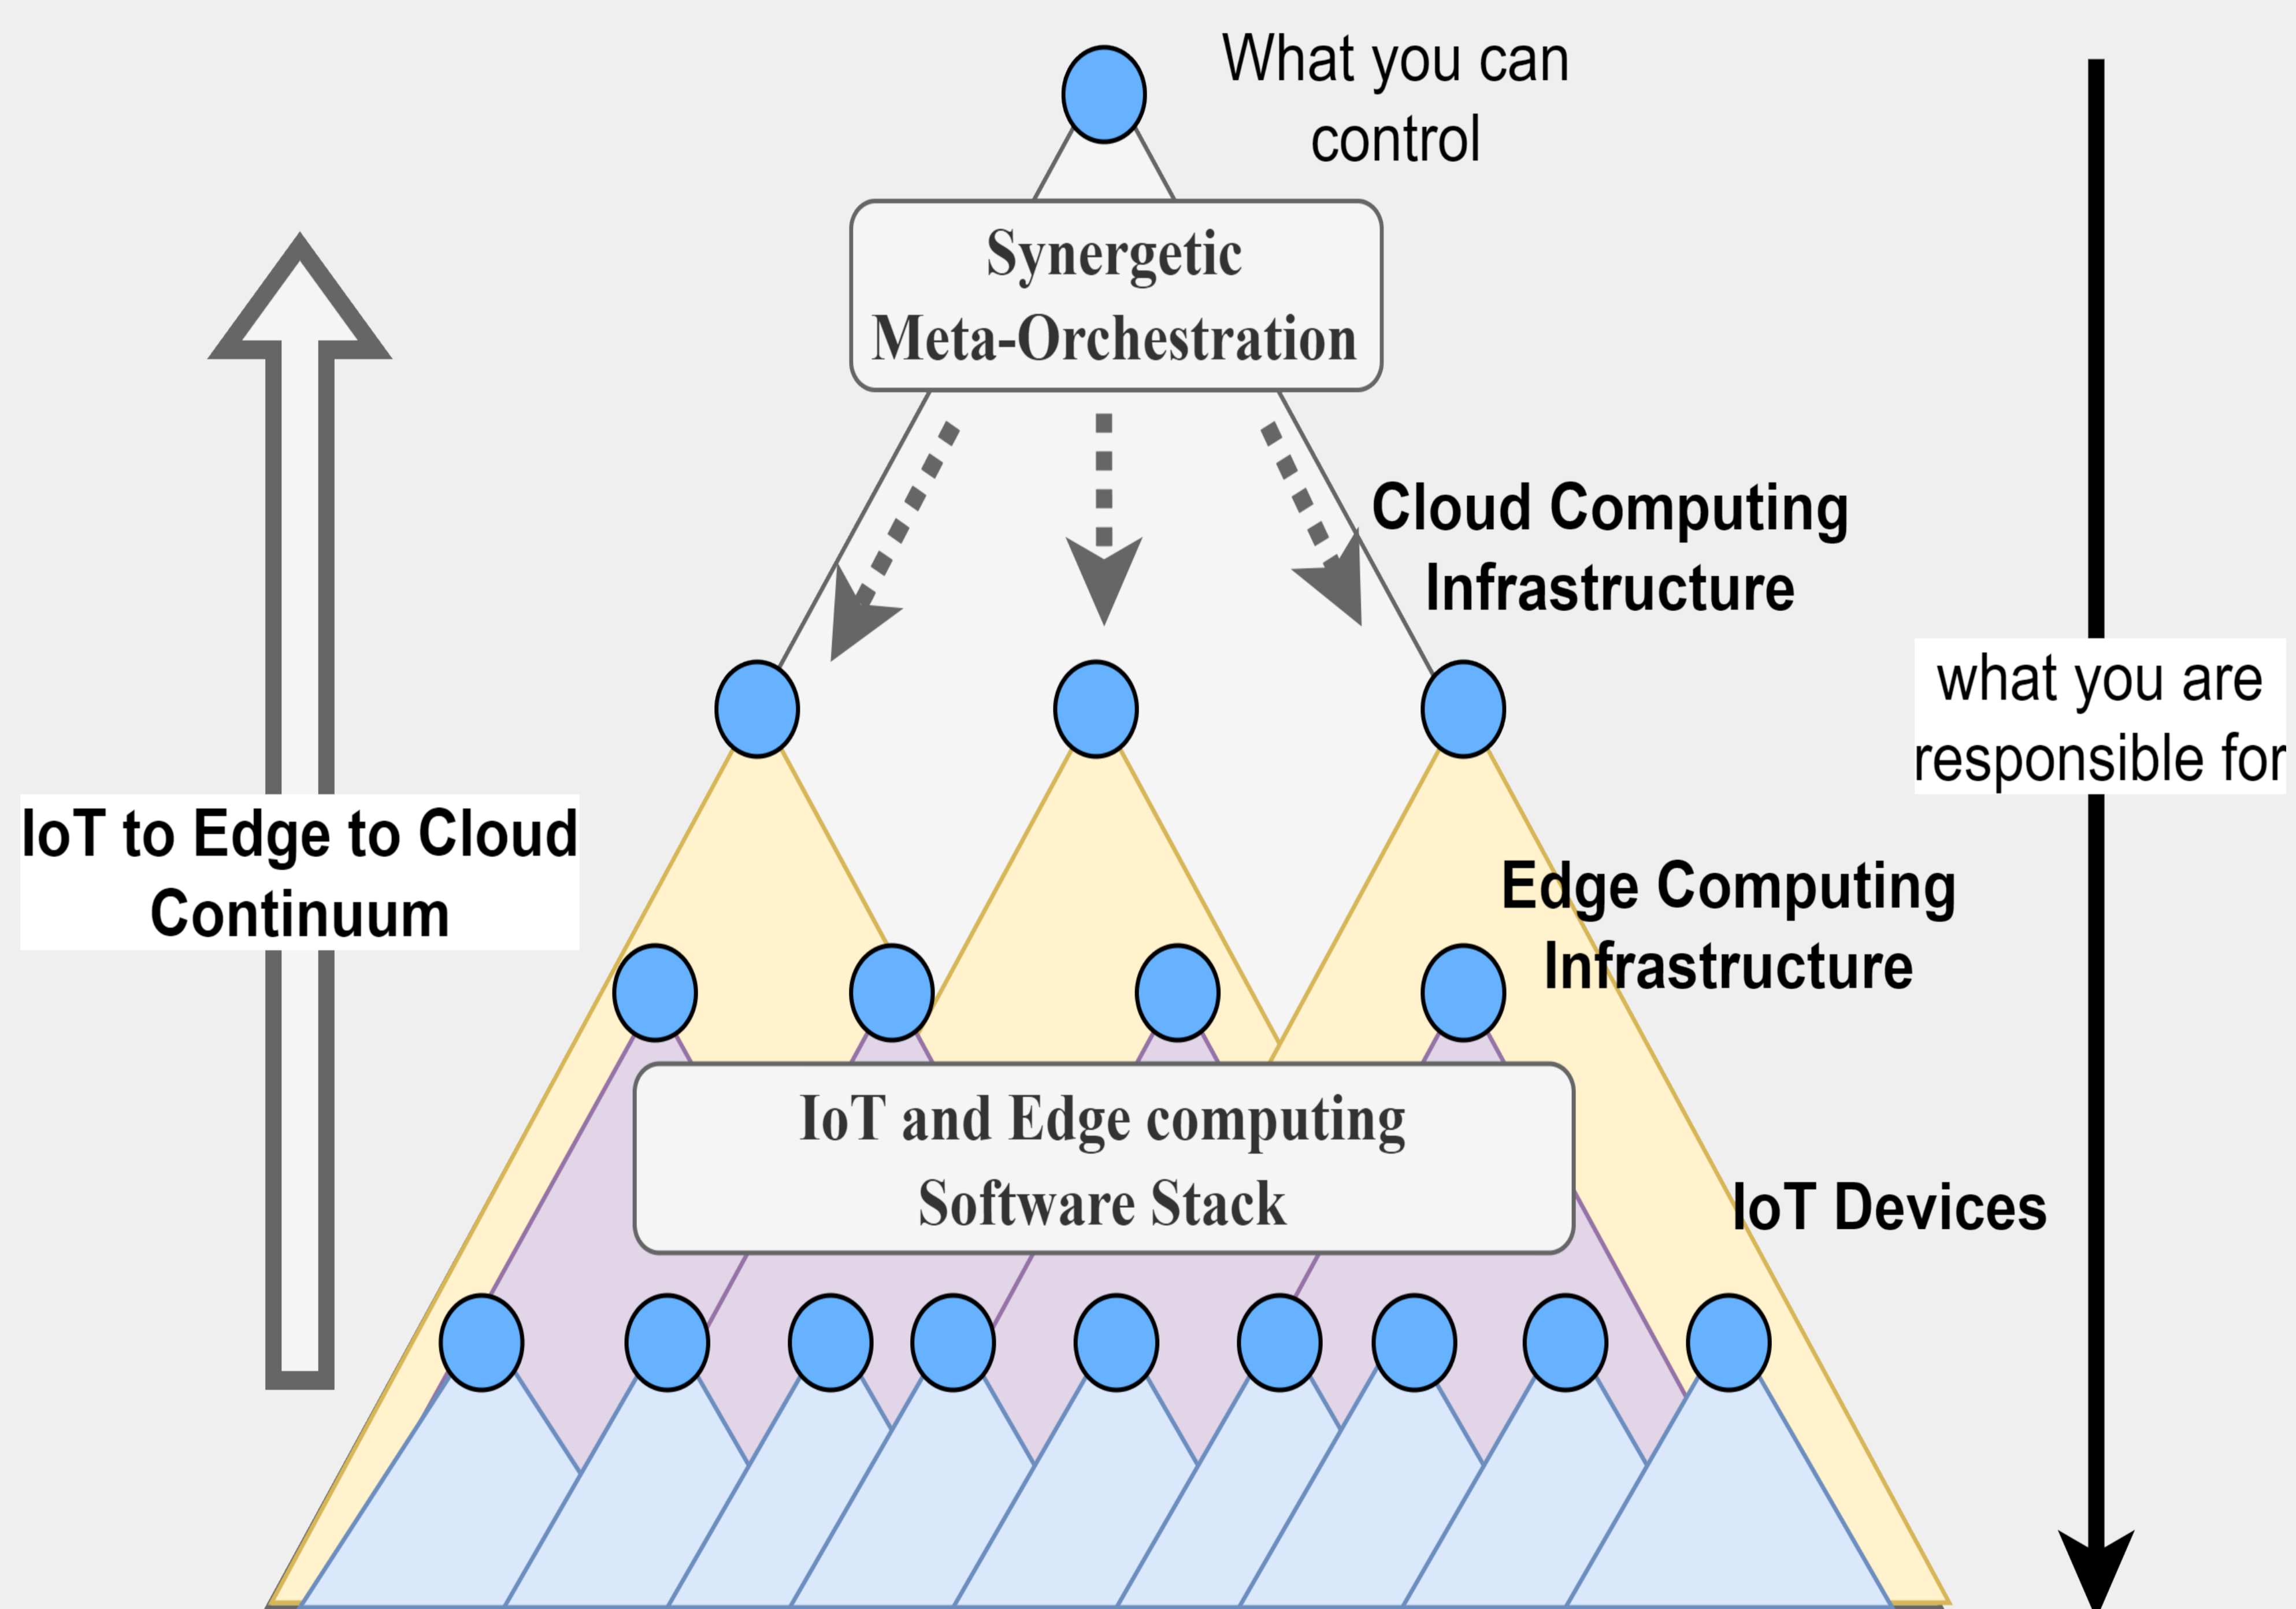 What you can
control
Synergetic
Meta-Orchestration
Cloud Computing
Infrastructure
what you are
responsible for
IoT to Edge to Cloud
Continuum
Edge Computing
Infrastructure
IoT and Edge computing
Software Stack
IoT Devices